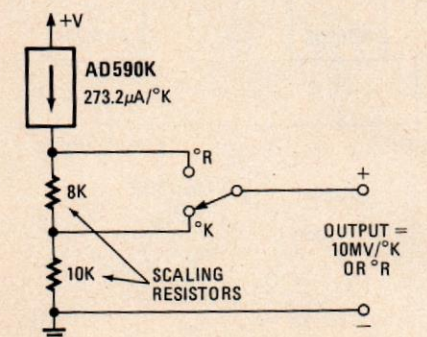 +V
AD590K
273.2µA/°K
°R
8K
+
°K
OUTPUT =
10MV/°K
OR °R
10K
SCALING
RESISTORS
–